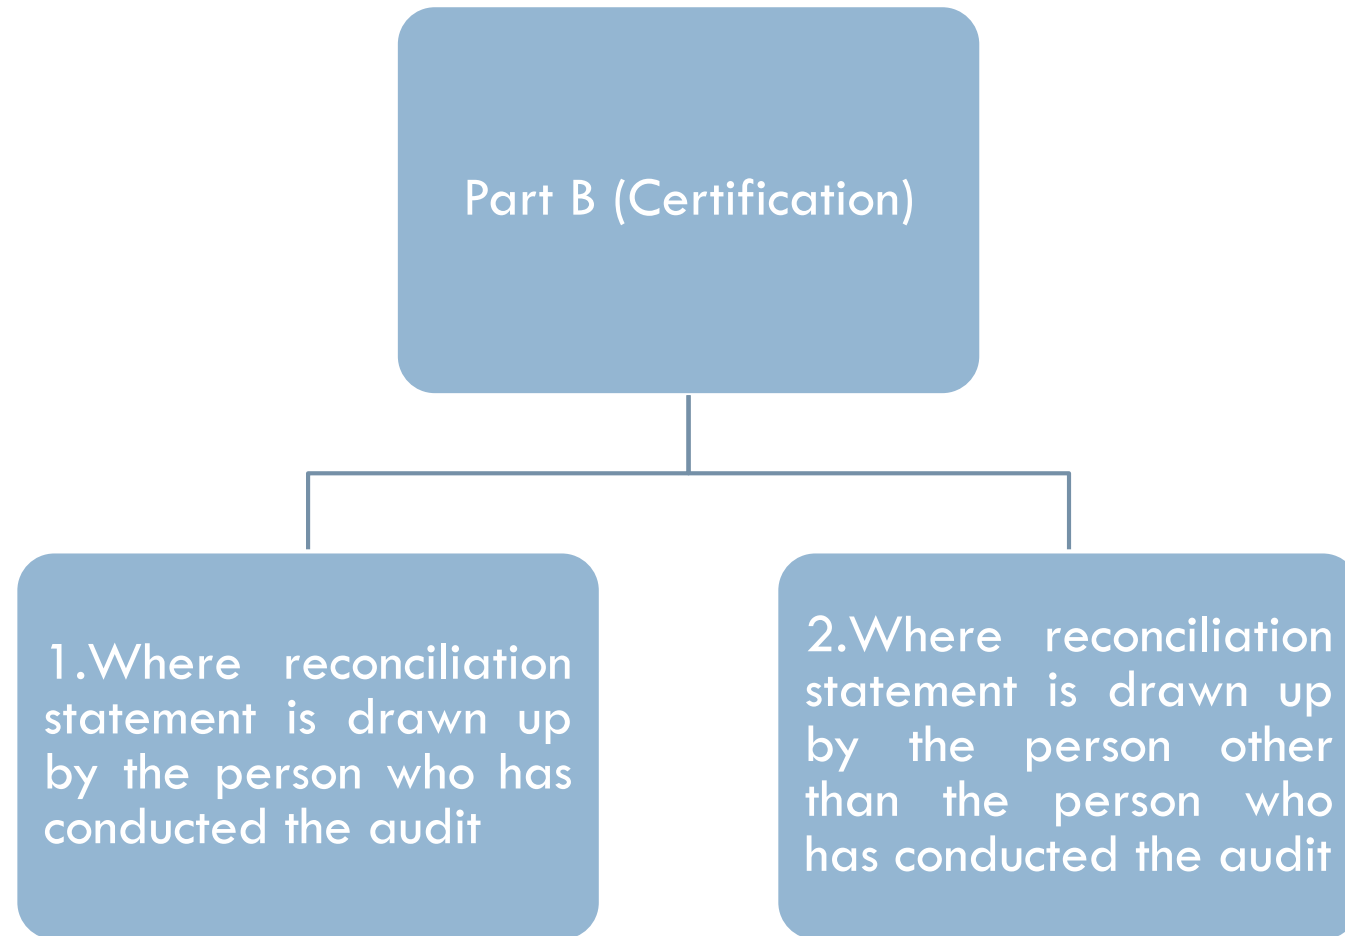 Part B (Certification)
1.Where reconciliation
statement is drawn up
by the person who has
conducted the audit
2.Where reconciliation
statement is drawn up
by the person other
than the person who
has conducted the audit